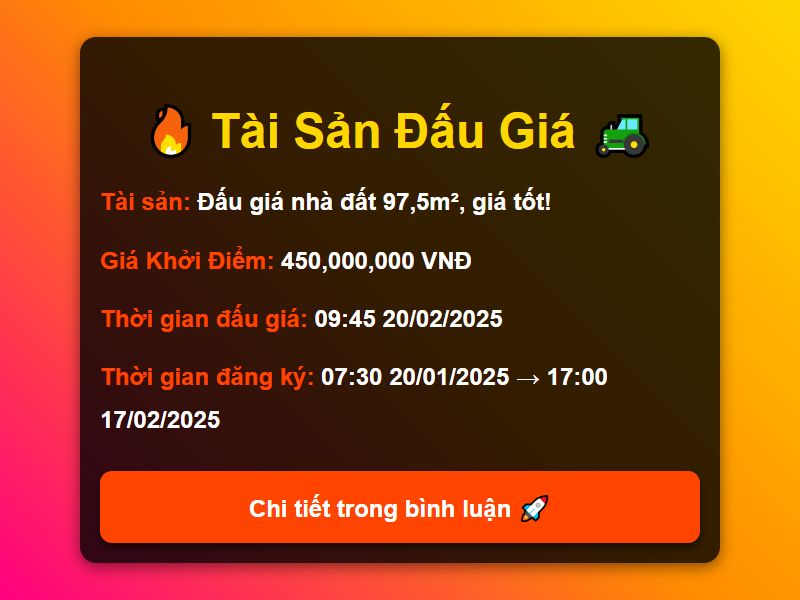 🔥 Tài Sản Đấu Giá 🚜
Tài sản: Đấu giá nhà đất 97,5m², giá tốt!
Giá Khởi Điểm: 450,000,000 VNĐ
Thời gian đấu giá: 09:45 20/02/2025
Thời gian đăng ký: 07:30 20/01/2025 → 17:00
17/02/2025
Chi tiết trong bình luận 🚀